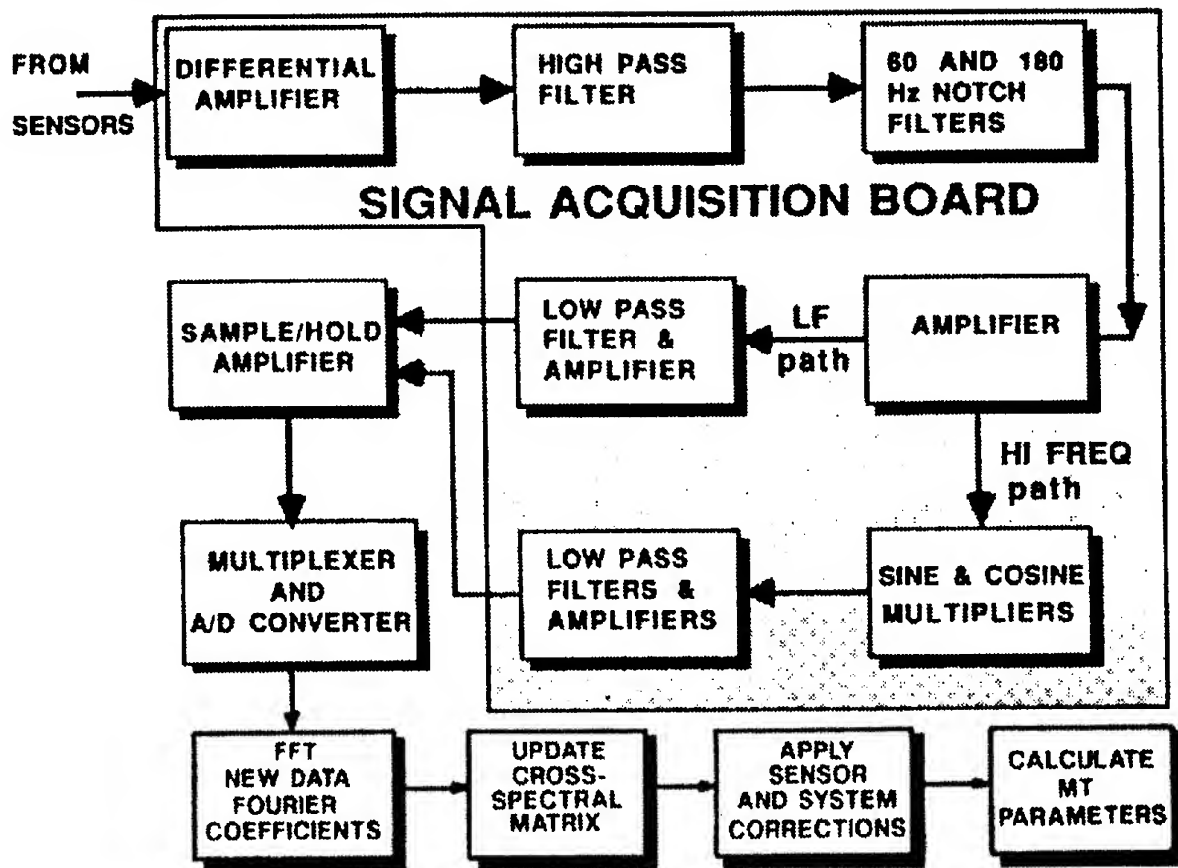 FROM
SENSORS
DIFFERENTIAL
AMPLIFIER
HIGH PASS
FILTER
60 AND 180
Hz NOTCH
FILTERS
SIGNAL ACQUISITION BOARD
SAMPLE/HOLD
AMPLIFIER
LOW PASS
FILTER &
AMPLIFIER
LF
path
AMPLIFIER
HI FREQ
path
MULTIPLEXER
AND
A/D CONVERTER
LOW PASS
FILTERS &
AMPLIFIERS
SINE & COSINE
MULTIPLIERS
FFT
NEW DATA
FOURIER
COEFFICIENTS
UPDATE
CROSS-
SPECTRAL
MATRIX
APPLY
SENSOR
AND SYSTEM
CORRECTIONS
CALCULATE
MT
PARAMETERS